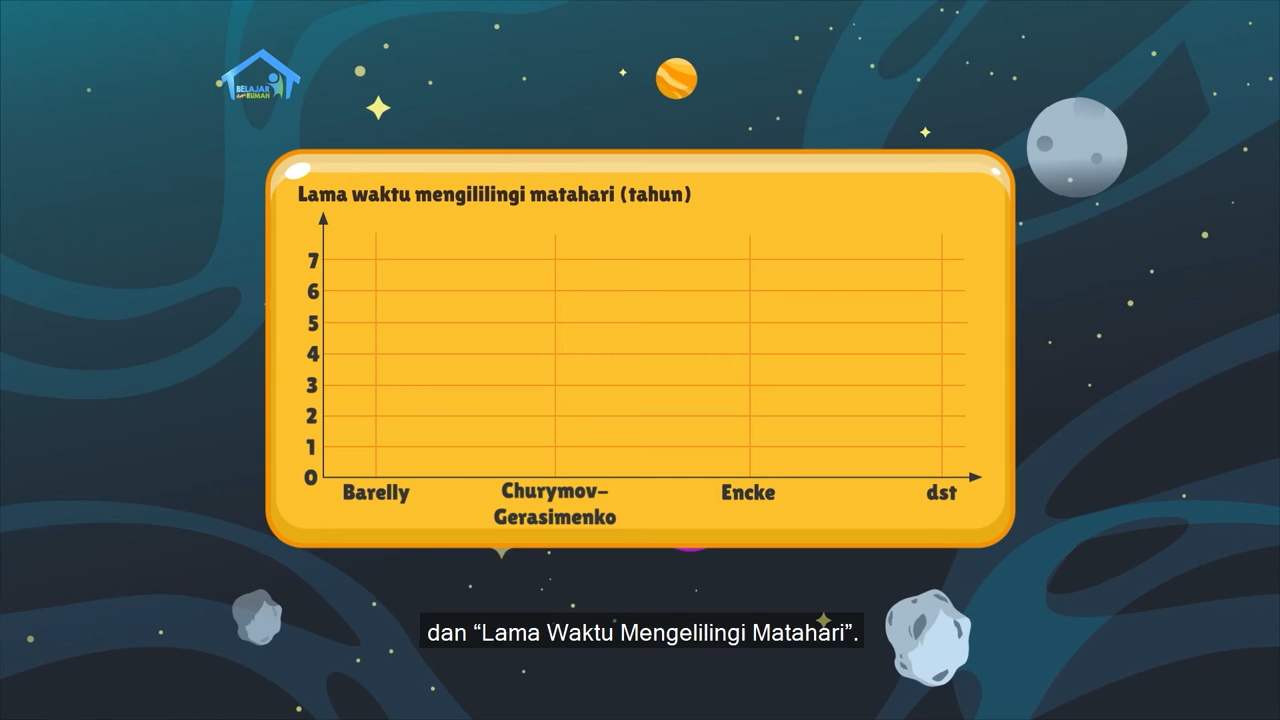 BELAJAR
dari RUMAH
Lama waktu mengililingi matahari (tahun)
7
6
5
4
3
2
1
0
Barelly
Churymov-
Gerasimenko
Encke
dst
dan “Lama Waktu Mengelilingi Matahari”.